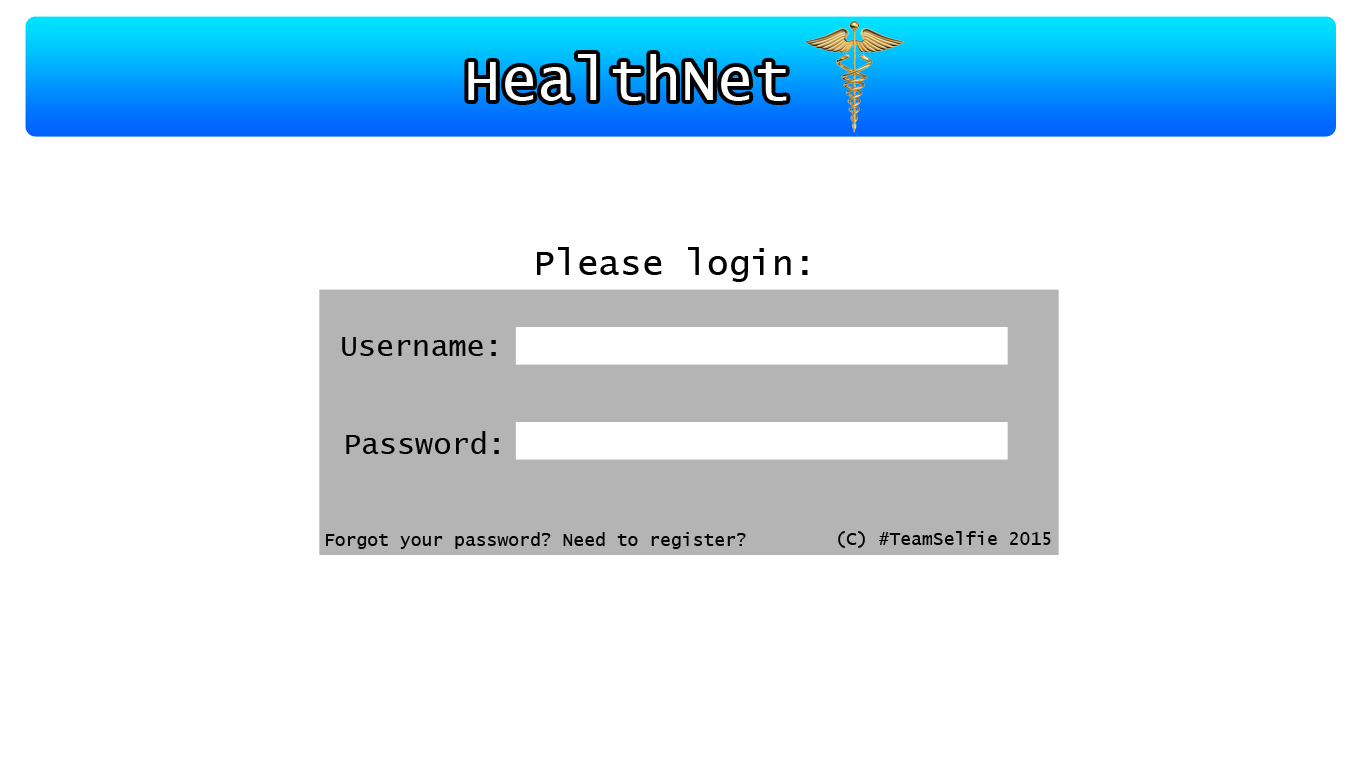 HealthNet
Please login:
Username:
Password:
Forgot your password? Need to register? (C) #TeamSelfie 2015